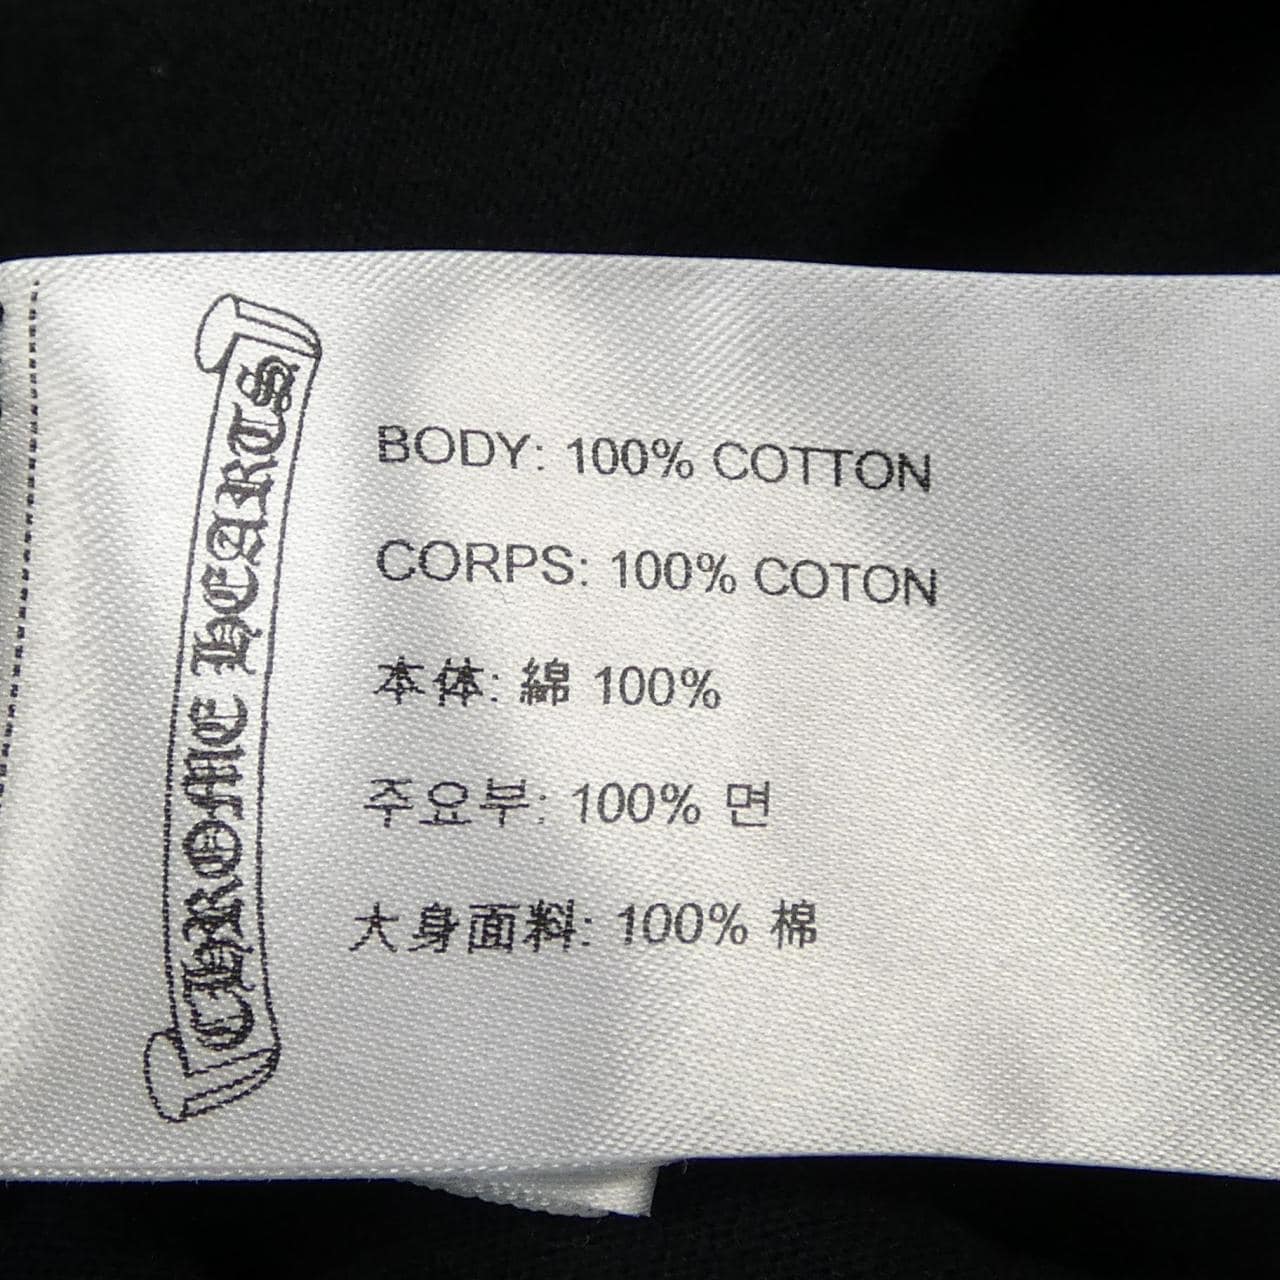 CHROME HEARTS
BODY: 100% COTTON
CORPS: 100% COTON
本体: 綿 100%
주요부: 100% 면
大身面料: 100% 棉